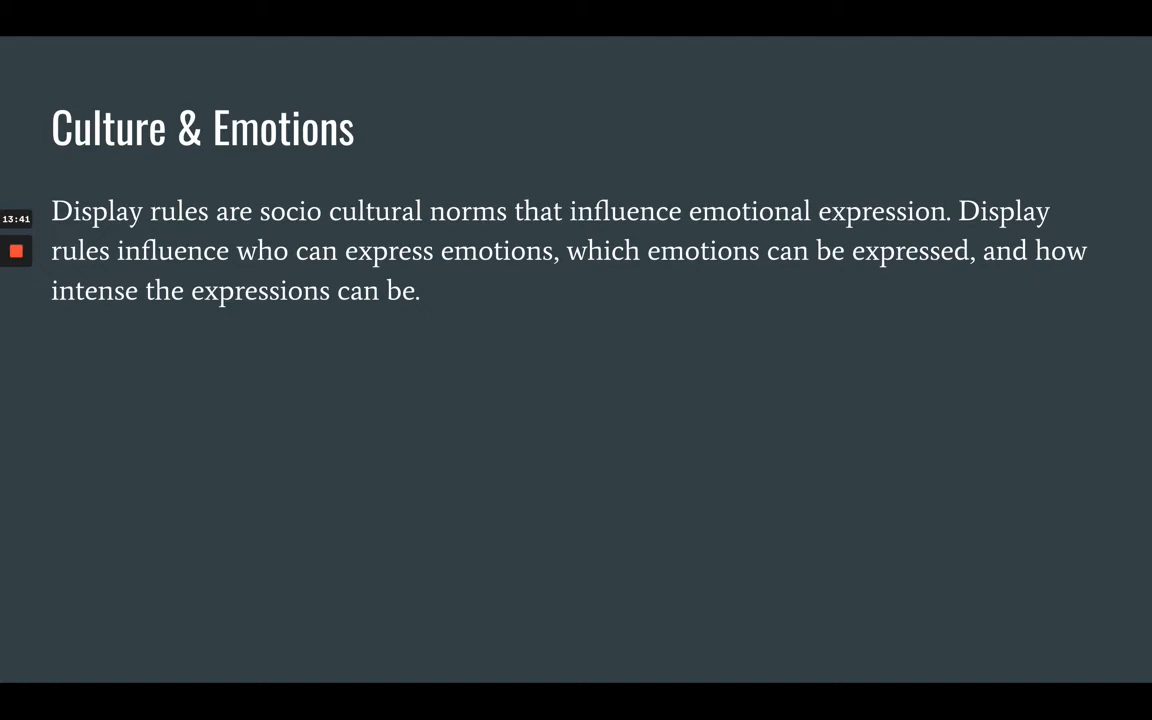 Culture & Emotions
Display rules are socio cultural norms that influence emotional expression. Display
13:41
rules influence who can express emotions, which emotions can be expressed, and how
intense the expressions can be.